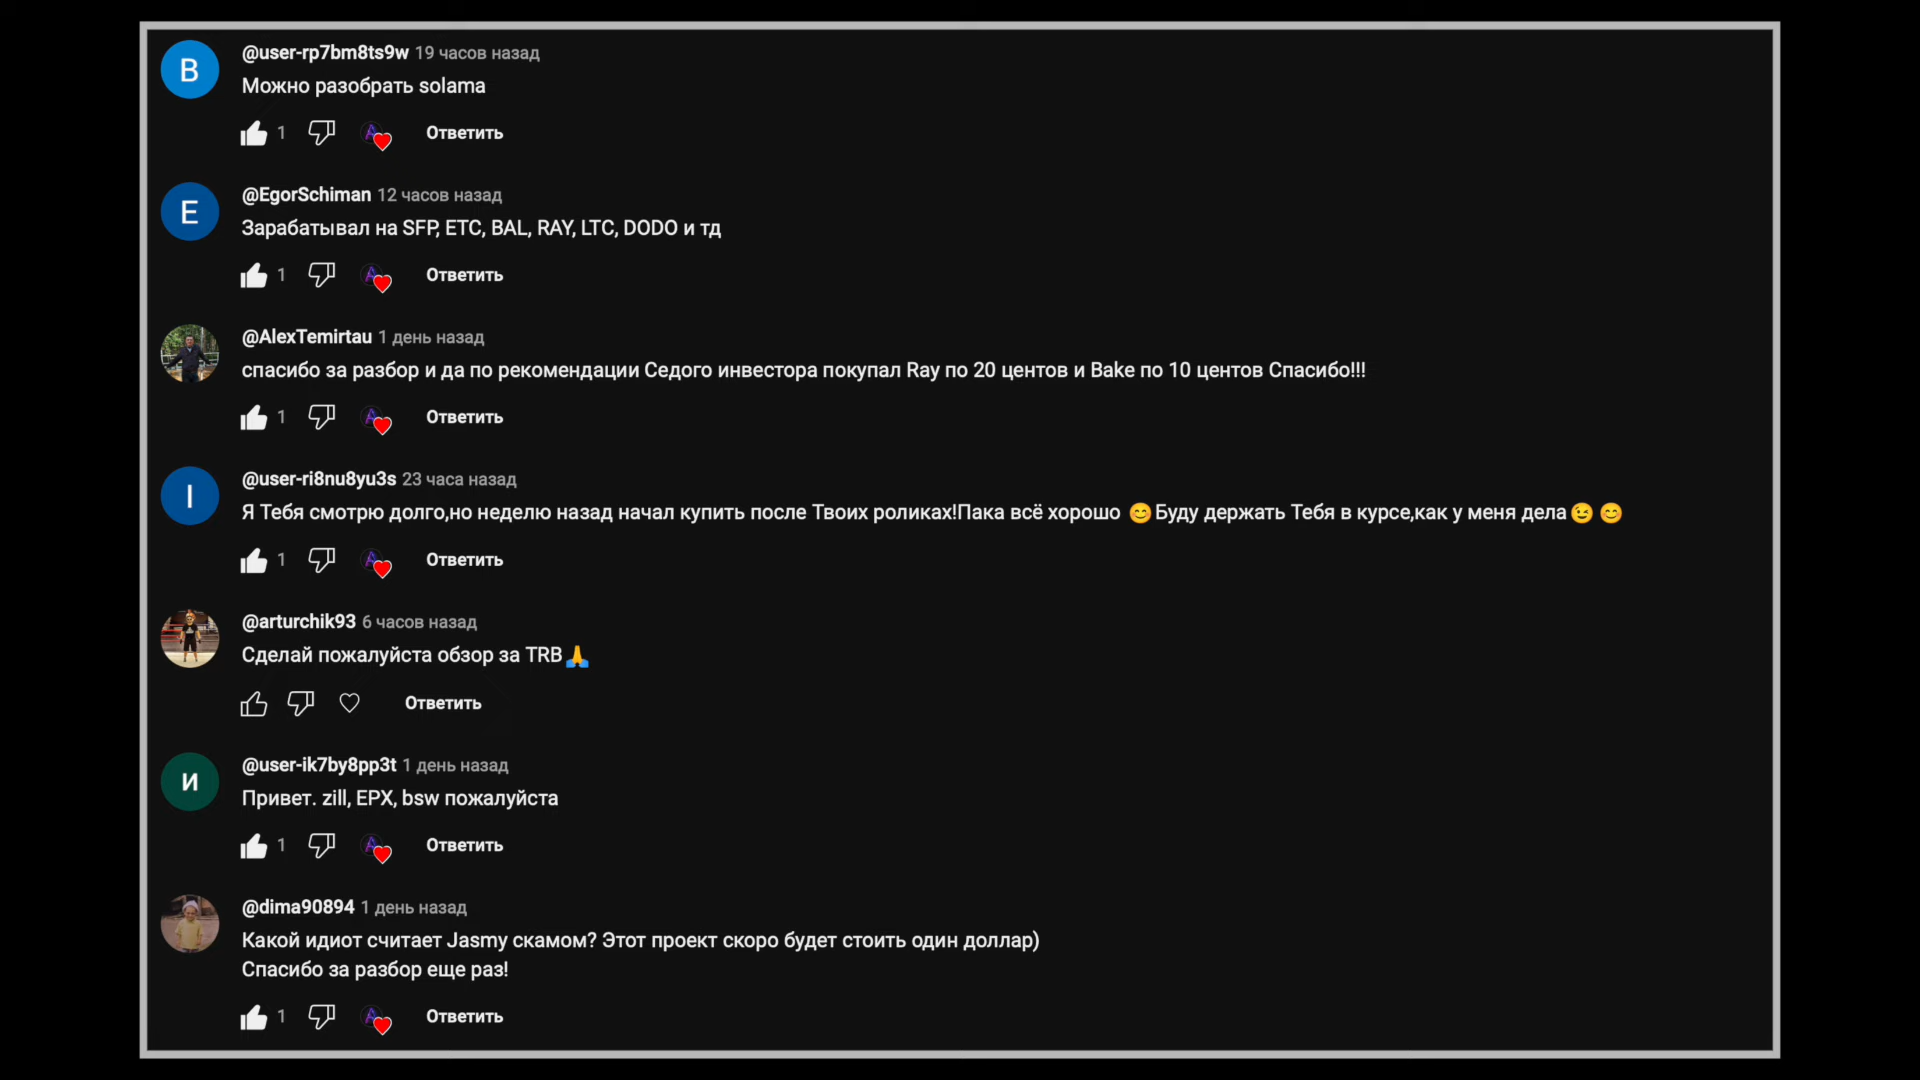 B
@user-rp7bm8ts9w 19 часов назад
Можно разобрать solama
1 Ответить
E
@EgorSchiman 12 часов назад
Зарабатывал на SFP, ETC, BAL, RAY, LTC, DODO и тд
1 Ответить
@AlexTemirtau 1 день назад
спасибо за разбор и да по рекомендации Седого инвестора покупал Ray по 20 центов и Bake по 10 центов Спасибо!!!
1 Ответить
I
@user-ri8nu8yu3s 23 часа назад
Я Тебя смотрю долго,но неделю назад начал купить после Твоих роликах!Пака всё хорошо 😊Буду держать Тебя в курсе,как у меня дела😉 😊
1 Ответить
@arturchik93 6 часов назад
Сделай пожалуйста обзор за TRB🙏
Ответить
И
@user-ik7by8pp3t 1 день назад
Привет. zill, EPX, bsw пожалуйста
1 Ответить
@dima90894 1 день назад
Какой идиот считает Jasmy скамом? Этот проект скоро будет стоить один доллар)
Спасибо за разбор еще раз!
1 Ответить